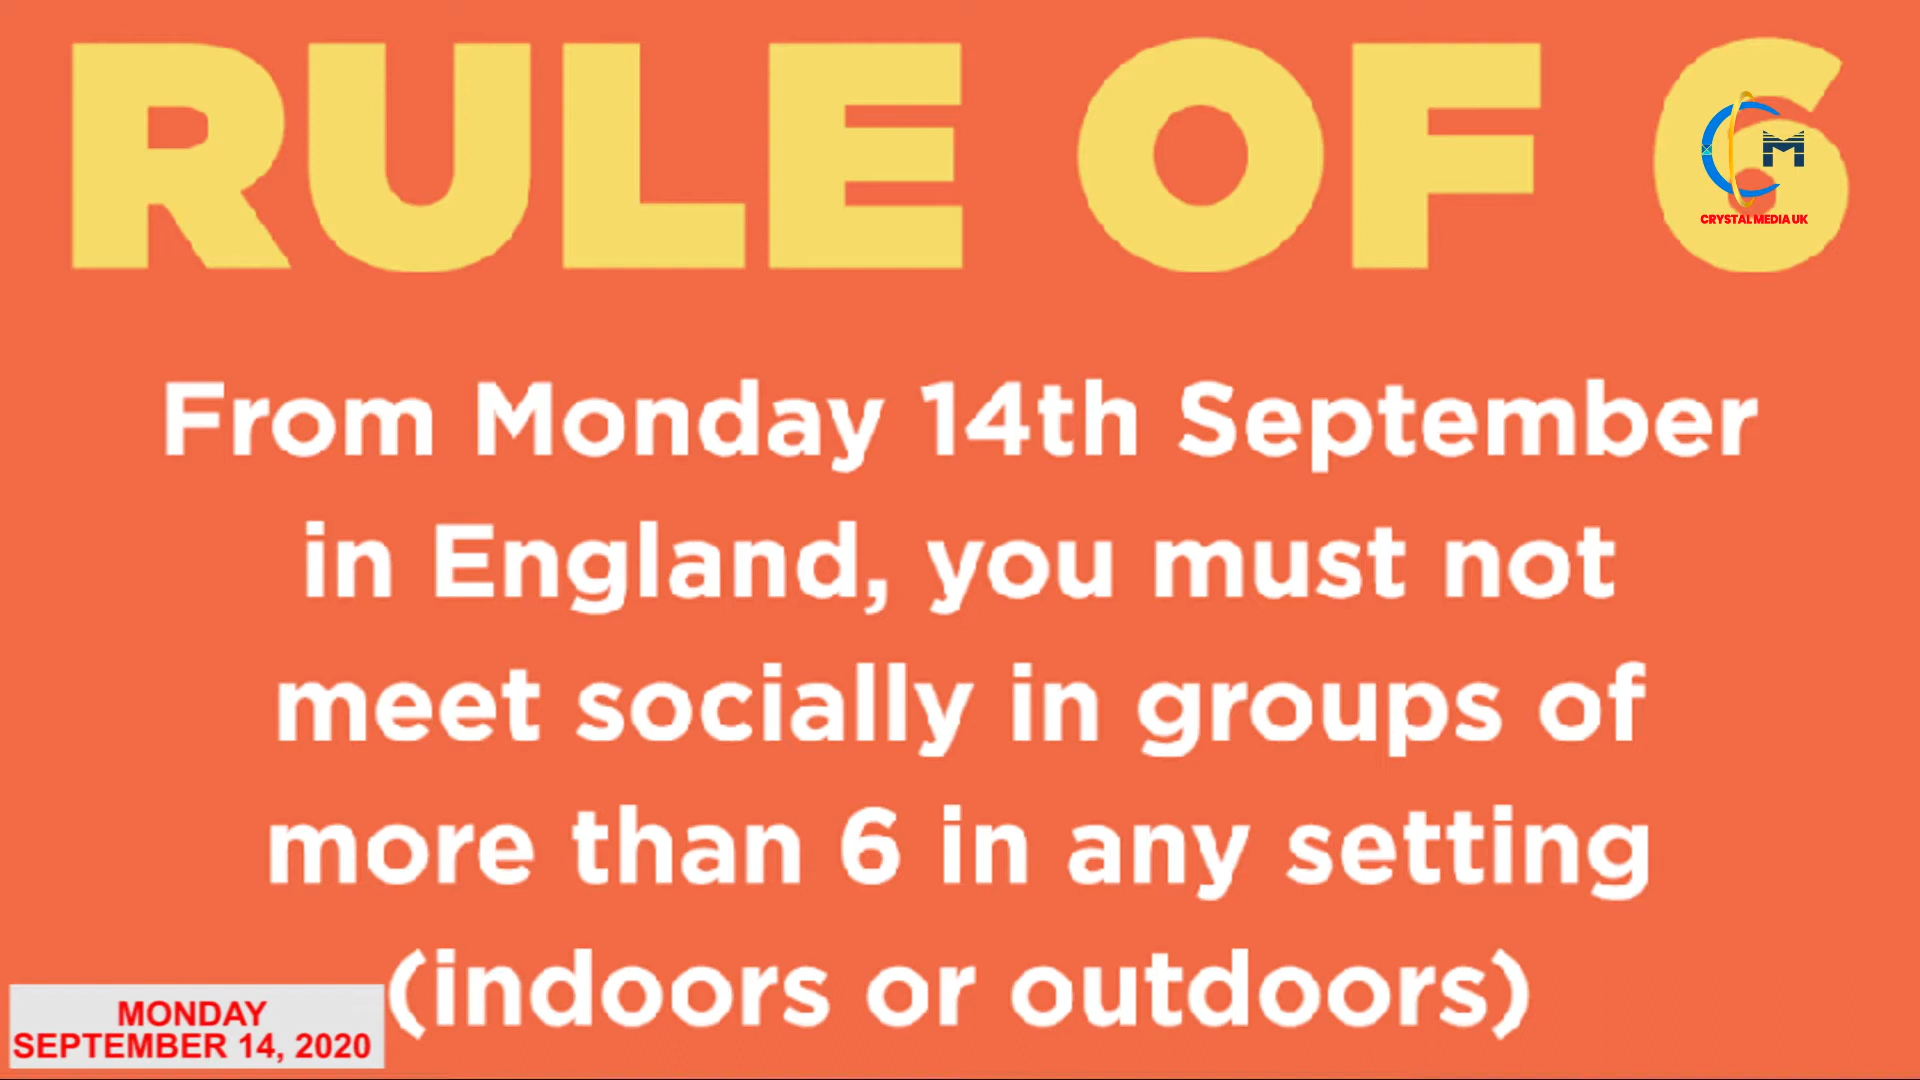 RULE OF 6
CM
CRYSTAL MEDIA UK
From Monday 14th September
in England, you must not
meet socially in groups of
more than 6 in any setting
(indoors or outdoors)
MONDAY
SEPTEMBER 14, 2020